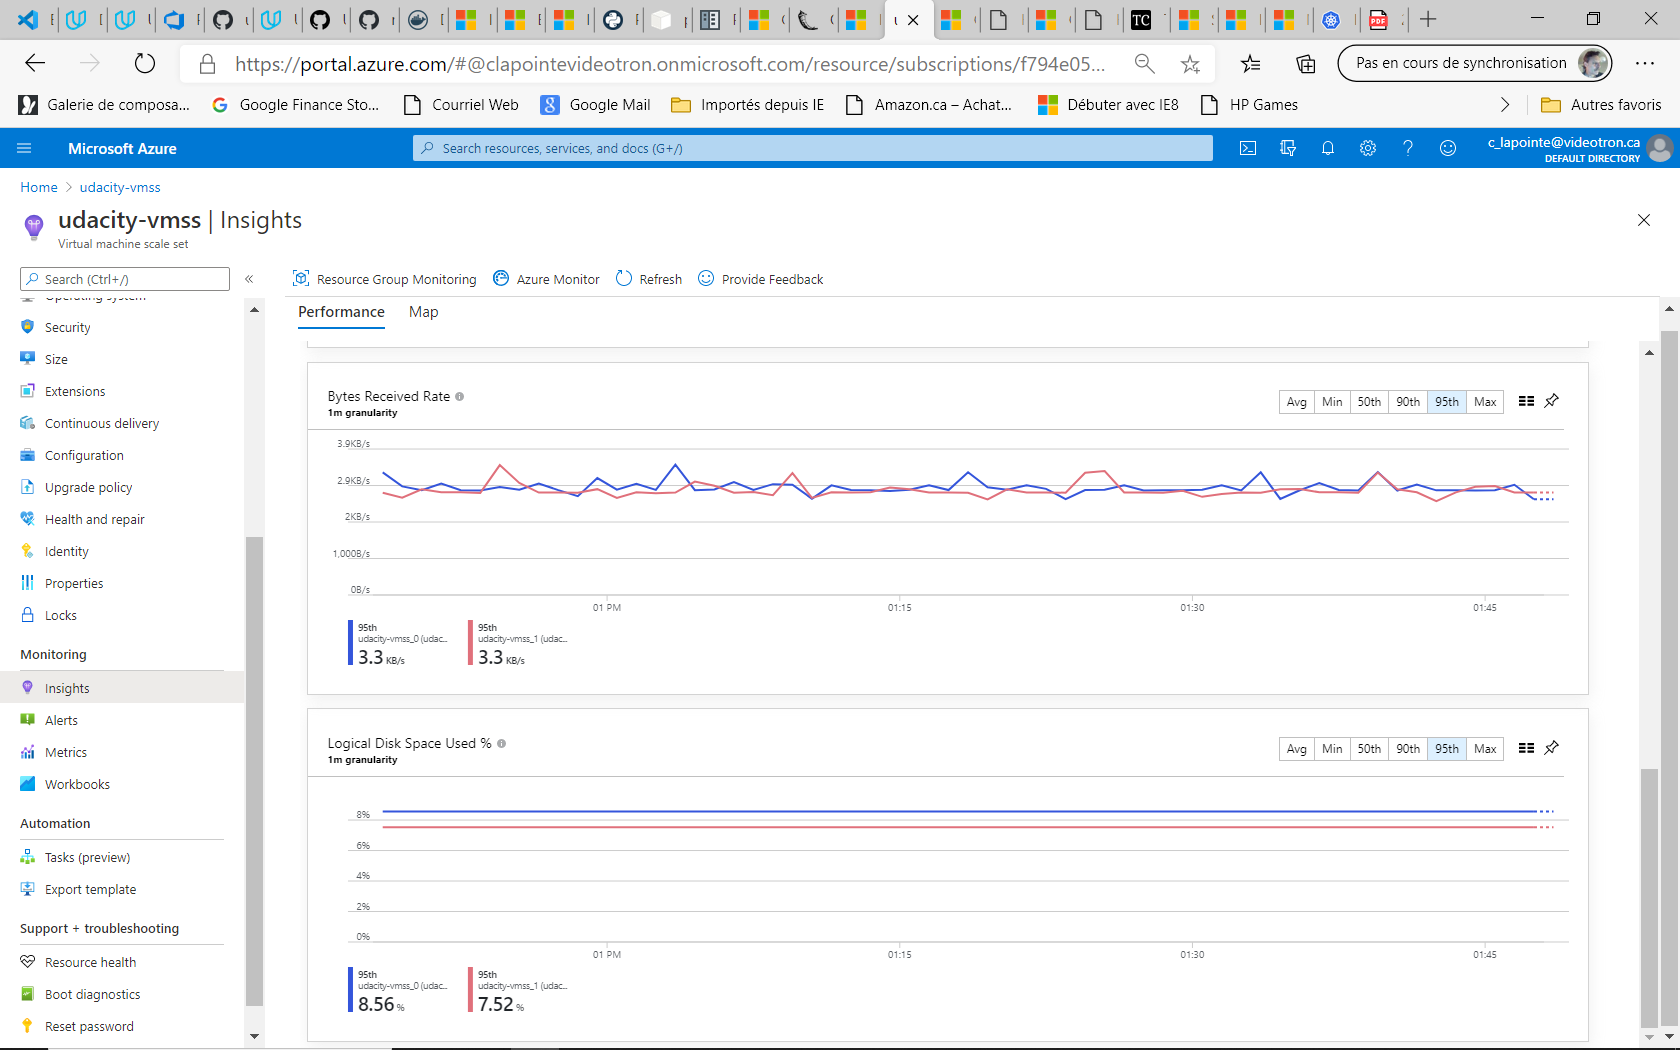 https://portal.azure.com/#@clapointevideotron.onmicrosoft.com/resource/subscriptions/f794e05...
Pas en cours de synchronisation
Galerie de composa...
Google Finance Sto...
Courriel Web
Google Mail
Importés depuis IE
Amazon.ca – Achat...
Débuter avec IE8
HP Games
Autres favoris
Microsoft Azure
Search resources, services, and docs (G+/)
c_lapointe@videotron.ca
DEFAULT DIRECTORY
Home > udacity-vmss
udacity-vmss | Insights
Virtual machine scale set
Search (Ctrl+/)
«
Resource Group Monitoring
Azure Monitor
Refresh
Provide Feedback
Operating system
Security
Size
Extensions
Continuous delivery
Configuration
Upgrade policy
Health and repair
Identity
Properties
Locks
Monitoring
Insights
Alerts
Metrics
Workbooks
Automation
Tasks (preview)
Export template
Support + troubleshooting
Resource health
Boot diagnostics
Reset password
Performance
Map
Bytes Received Rate
1m granularity
Avg Min 50th 90th 95th Max
3.9KB/s
2.9KB/s
2KB/s
1,000B/s
0B/s
01 PM 01:15 01:30 01:45
95th
udacity-vmss_0 (udac...
3.3 KB/s
95th
udacity-vmss_1 (udac...
3.3 KB/s
Logical Disk Space Used %
1m granularity
Avg Min 50th 90th 95th Max
8%
6%
4%
2%
0%
01 PM 01:15 01:30 01:45
95th
udacity-vmss_0 (udac...
8.56 %
95th
udacity-vmss_1 (udac...
7.52 %